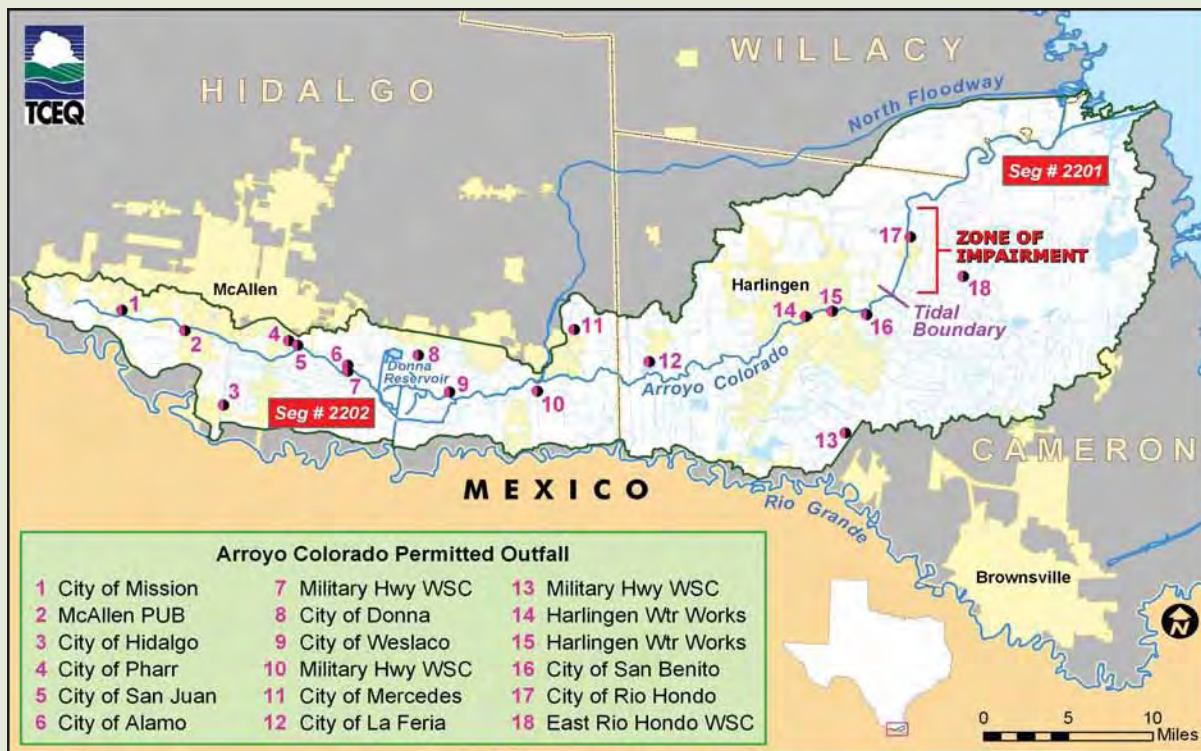 TCEQ
HIDALGO
WILLACY
North Floodway
Seg # 2201
ZONE OF
IMPAIRMENT
17
18
McAllen
Harlingen
1
2
3
4
5
6
7
8
9
10
11
12
13
14
15
16
Tidal
Boundary
Donna
Reservoir
Arroyo Colorado
Seg # 2202
CAMERON
MEXICO
Rio Grande
Brownsville
N
Arroyo Colorado Permitted Outfall
1 City of Mission
2 McAllen PUB
3 City of Hidalgo
4 City of Pharr
5 City of San Juan
6 City of Alamo
7 Military Hwy WSC
8 City of Donna
9 City of Weslaco
10 Military Hwy WSC
11 City of Mercedes
12 City of La Feria
13 Military Hwy WSC
14 Harlingen Wtr Works
15 Harlingen Wtr Works
16 City of San Benito
17 City of Rio Hondo
18 East Rio Hondo WSC
0 5 10
Miles